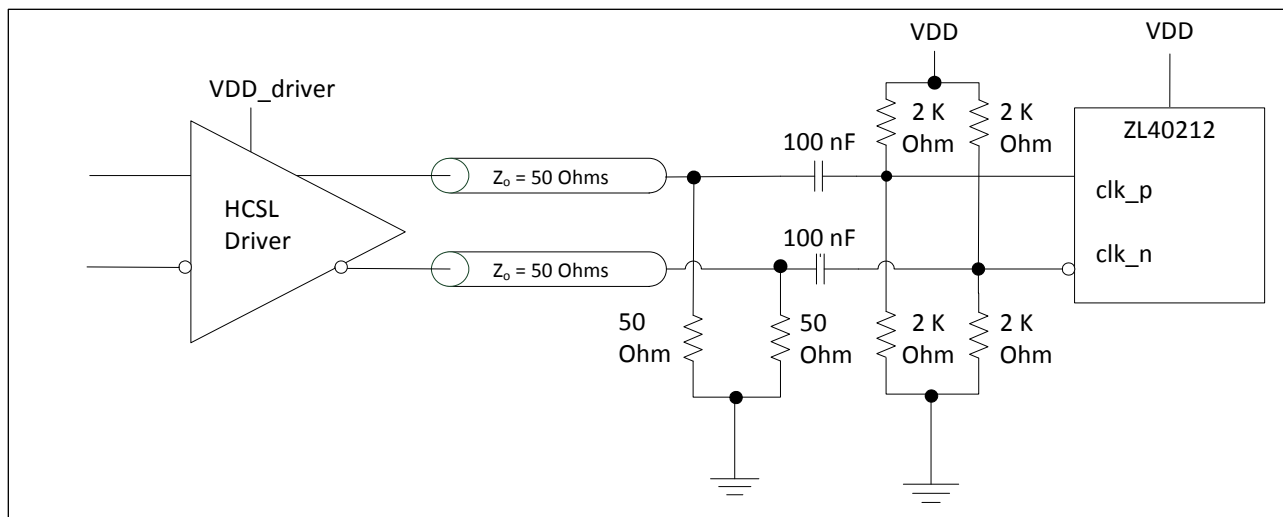 VDD
VDD
VDD_driver
2 K
Ohm
2 K
Ohm
ZL40212
100 nF
Zo = 50 Ohms
clk_p
HCSL
Driver
100 nF
clk_n
Zo = 50 Ohms
50
Ohm
50
Ohm
2 K
Ohm
2 K
Ohm